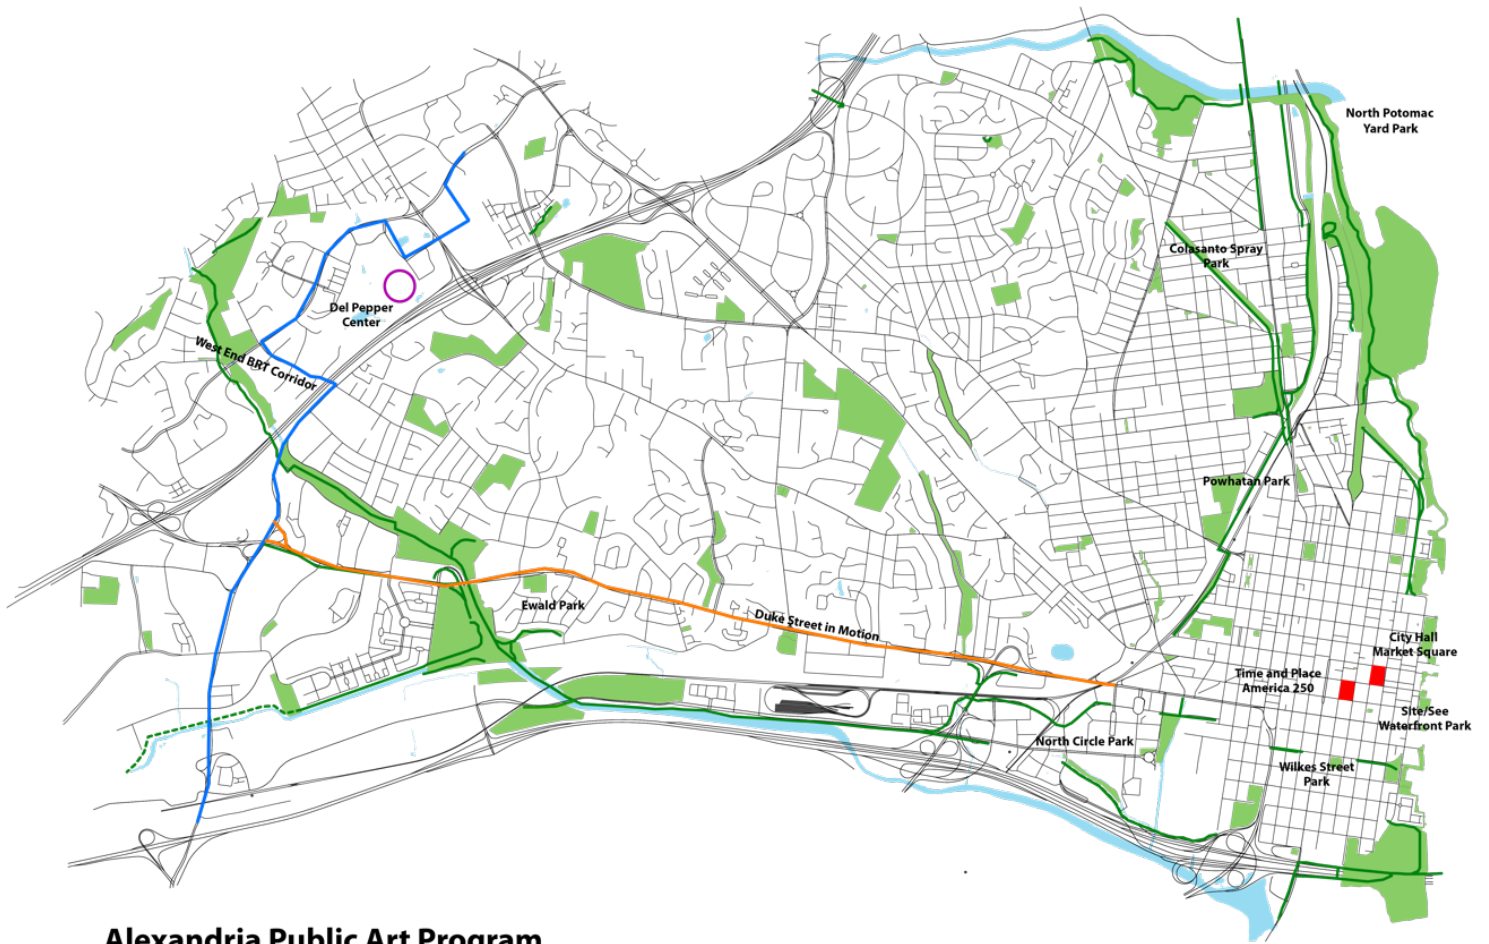 North Potomac
Yard Park
Colasanto Spray
Park
Del Pepper
Center
West End BRT Corridor
Powhatan Park
Ewald Park
Duke Street in Motion
City Hall
Market Square
Time and Place
America 250
Site/See
Waterfront Park
North Circle Park
Wilkes Street
Park
Alexandria Public Art Program